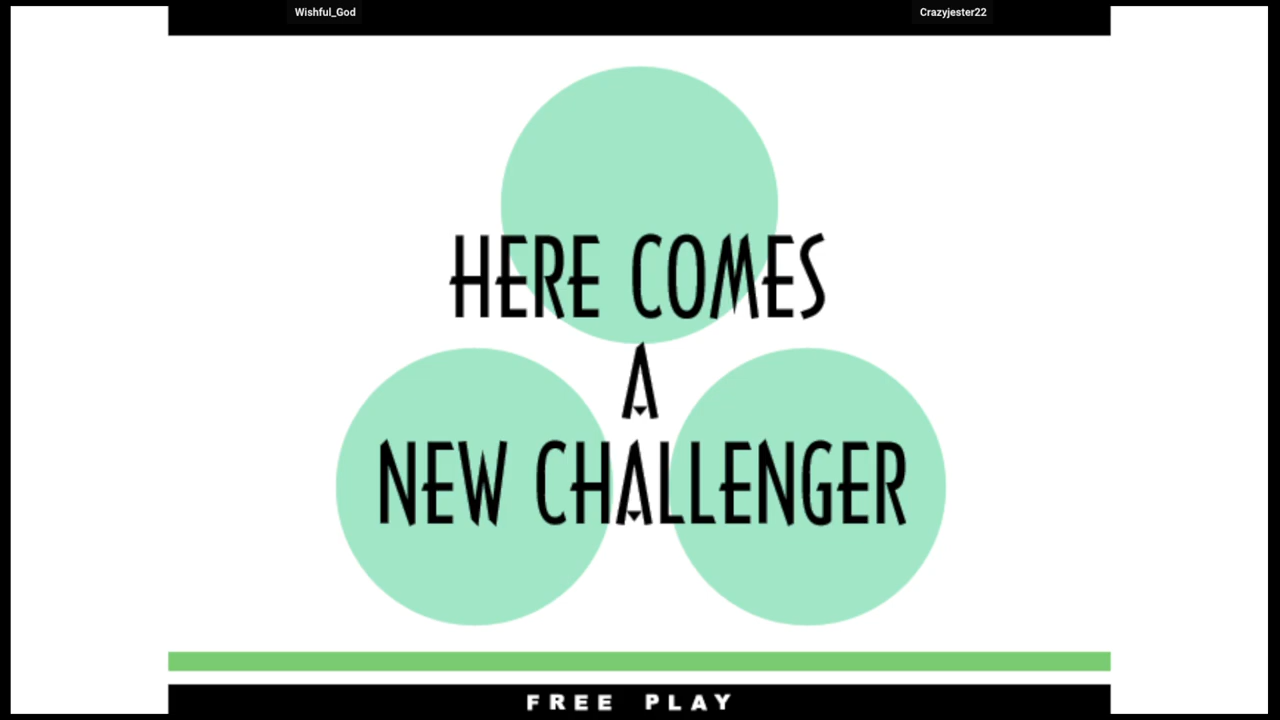 Wishful_God Crazyjester22
HERE COMES
A
NEW CHALLENGER
FREE PLAY